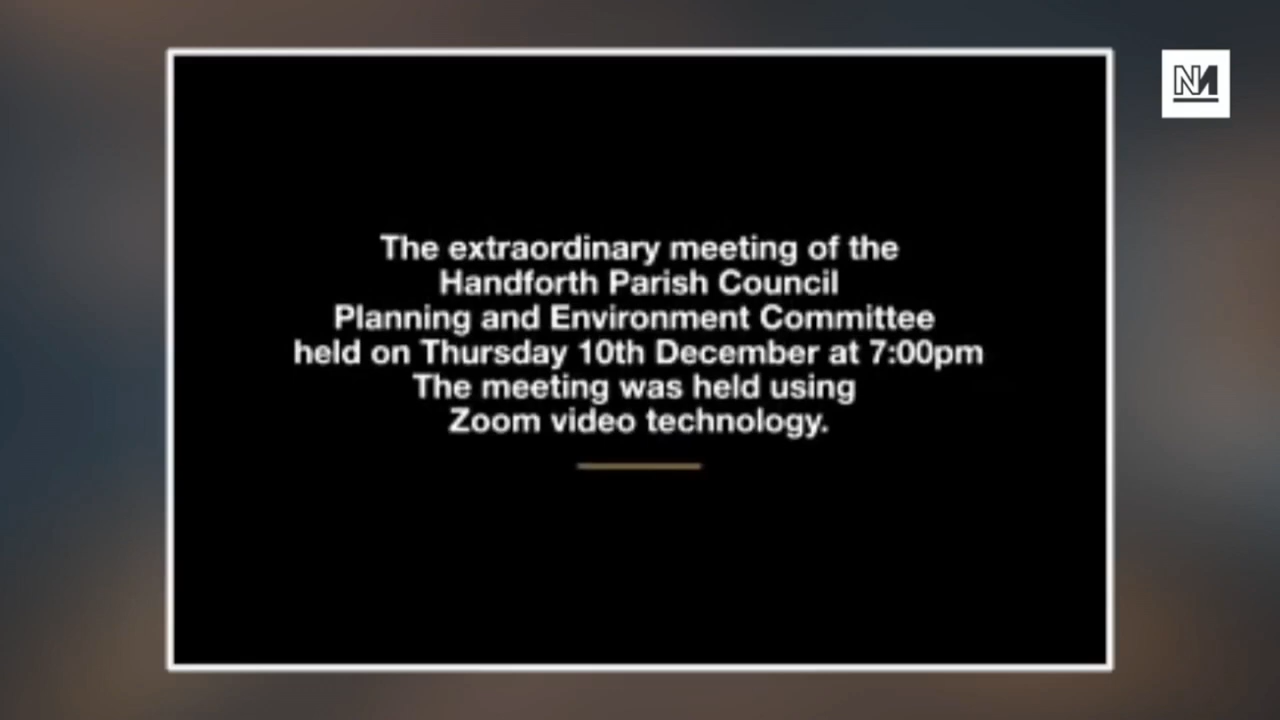 The extraordinary meeting of the
Handforth Parish Council
Planning and Environment Committee
held on Thursday 10th December at 7:00pm
The meeting was held using
Zoom video technology.
NM